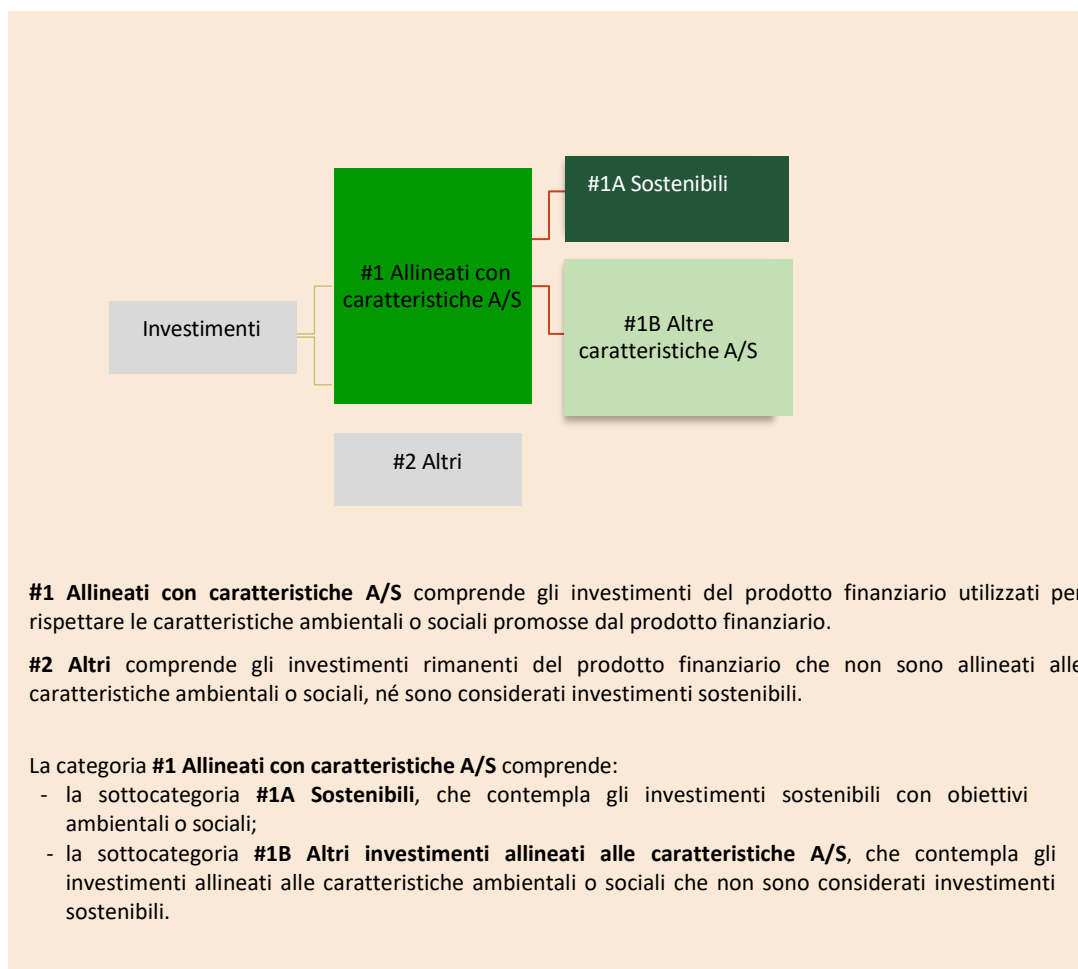 #1A Sostenibili
#1 Allineati con
caratteristiche A/S
Investimenti
#1B Altre
caratteristiche A/S
#2 Altri
#1 Allineati con caratteristiche A/S comprende gli investimenti del prodotto finanziario utilizzati per
rispettare le caratteristiche ambientali o sociali promosse dal prodotto finanziario.
#2 Altri comprende gli investimenti rimanenti del prodotto finanziario che non sono allineati alle
caratteristiche ambientali o sociali, né sono considerati investimenti sostenibili.
La categoria #1 Allineati con caratteristiche A/S comprende:
- la sottocategoria #1A Sostenibili, che contempla gli investimenti sostenibili con obiettivi
ambientali o sociali;
- la sottocategoria #1B Altri investimenti allineati alle caratteristiche A/S, che contempla gli
investimenti allineati alle caratteristiche ambientali o sociali che non sono considerati investimenti
sostenibili.